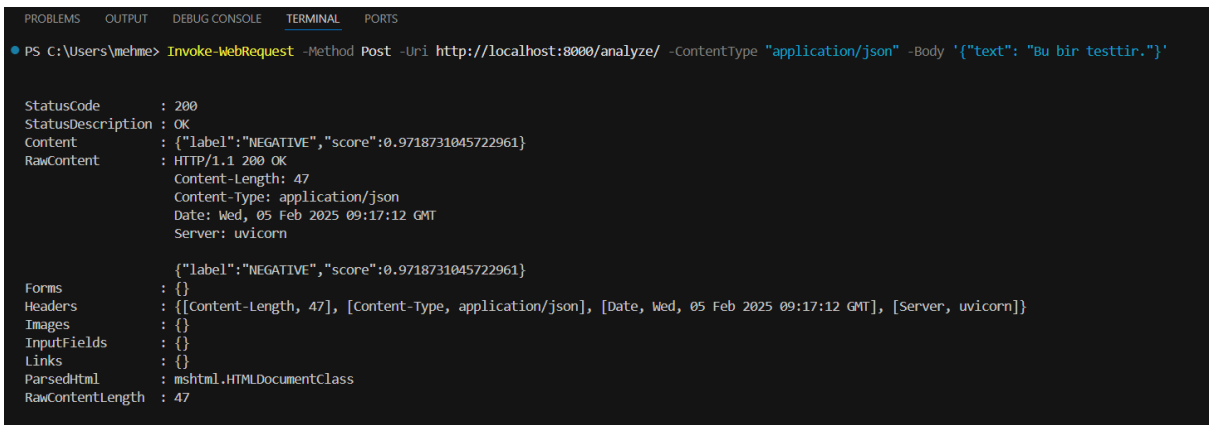 PROBLEMS OUTPUT DEBUG CONSOLE TERMINAL PORTS
PS C:\Users\mehme> Invoke-WebRequest -Method Post -Uri http://localhost:8000/analyze/ -ContentType "application/json" -Body '{"text": "Bu bir testtir."}'
StatusCode : 200
StatusDescription : OK
Content : {"label":"NEGATIVE","score":0.9718731045722961}
RawContent : HTTP/1.1 200 OK
Content-Length: 47
Content-Type: application/json
Date: Wed, 05 Feb 2025 09:17:12 GMT
Server: uvicorn
{"label":"NEGATIVE","score":0.9718731045722961}
Forms : {}
Headers : {[Content-Length, 47], [Content-Type, application/json], [Date, Wed, 05 Feb 2025 09:17:12 GMT], [Server, uvicorn]}
Images : {}
InputFields : {}
Links : {}
ParsedHtml : mshtml.HTMLDocumentClass
RawContentLength : 47